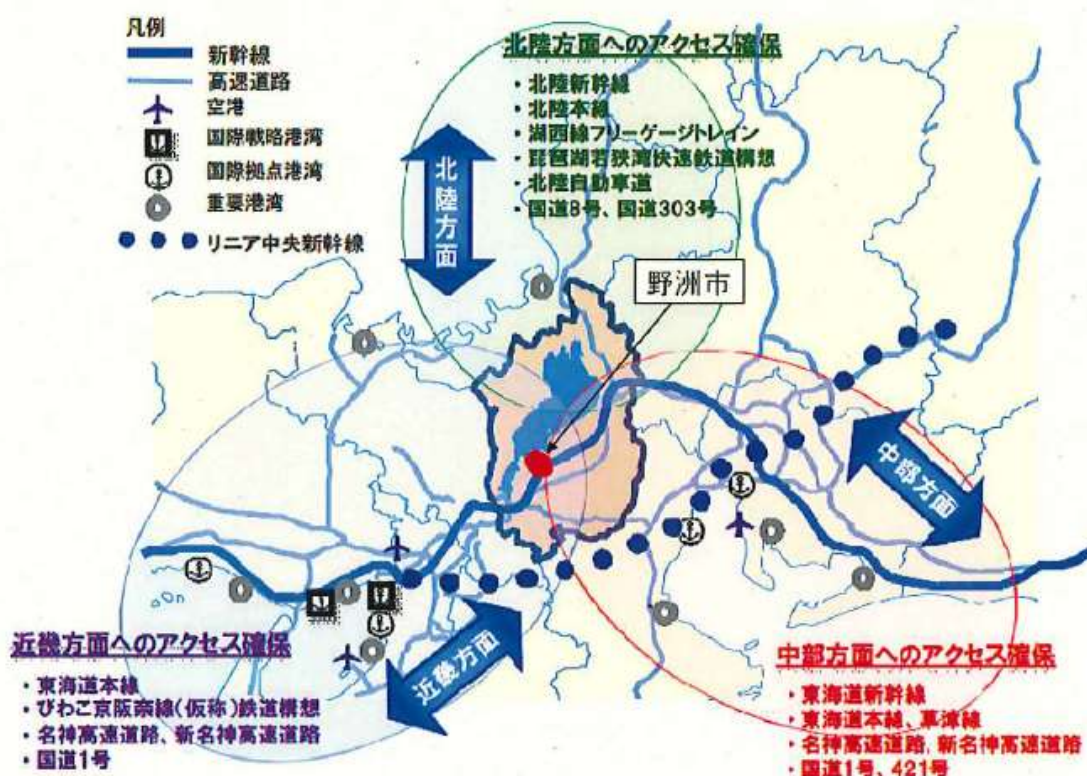 凡例
新幹線
高速道路
空港
国際戦略港湾
国際拠点港湾
重要港湾
リニア中央新幹線
北陸方面へのアクセス確保
・北陸新幹線
・北陸本線
・湖西線フリーゲージトレイン
・琵琶湖若狭湾快速鉄道構想
・北陸自動車道
・国道8号、国道303号
北陸方面
野洲市
中部方面
近畿方面
近畿方面へのアクセス確保
・東海道本線
・びわこ京阪奈線(仮称)鉄道構想
・名神高速道路、新名神高速道路
・国道1号
中部方面へのアクセス確保
・東海道新幹線
・東海道本線、草津線
・名神高速道路、新名神高速道路
・国道1号、421号